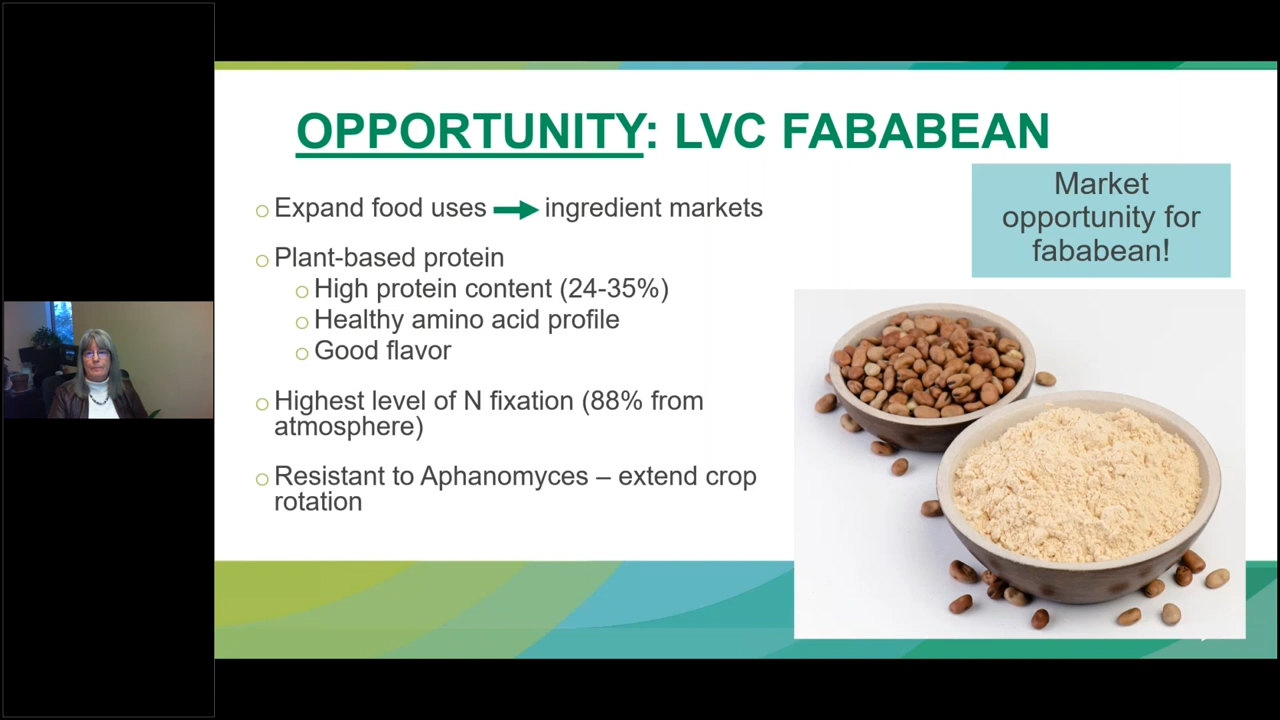 OPPORTUNITY: LVC FABABEAN
Expand food uses → ingredient markets
Plant-based protein
High protein content (24-35%)
Healthy amino acid profile
Good flavor
Highest level of N fixation (88% from
atmosphere)
Resistant to Aphanomyces – extend crop
rotation
Market
opportunity for
fababean!